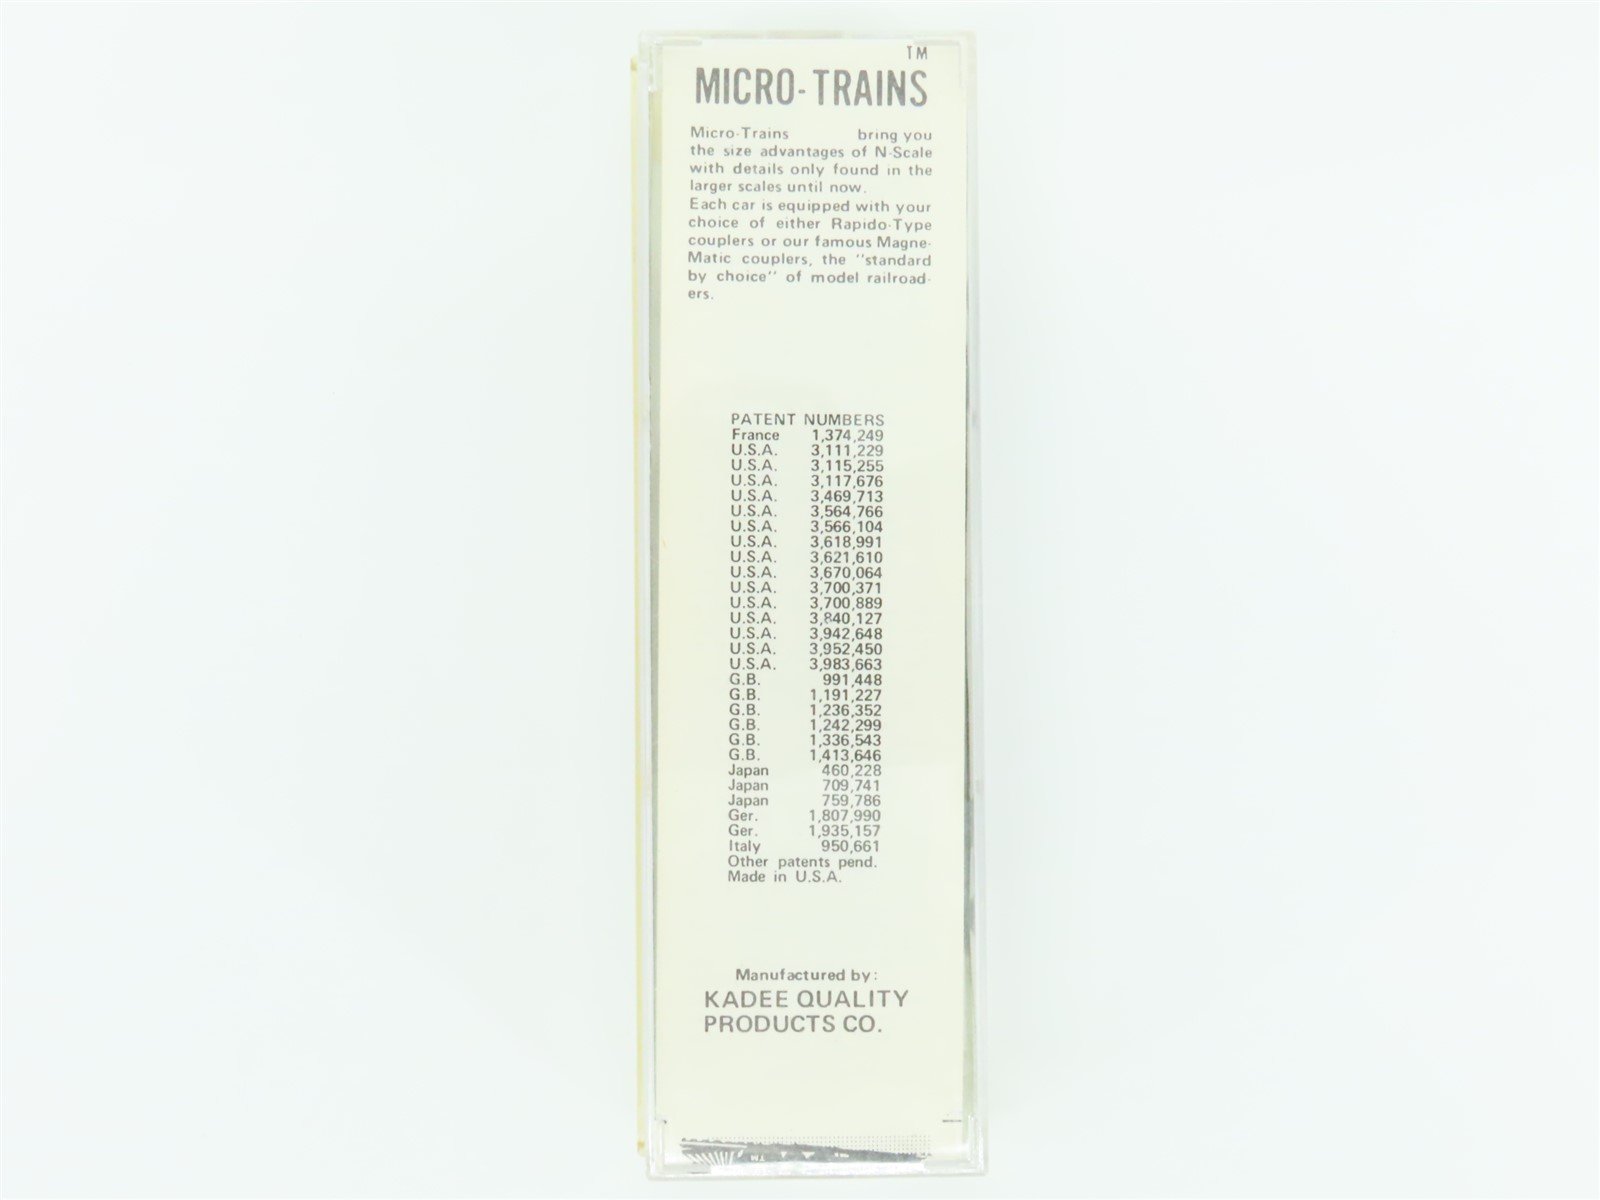 TM
MICRO-TRAINS
Micro-Trains bring you
the size advantages of N-Scale
with details only found in the
larger scales until now.
Each car is equipped with your
choice of either Rapido-Type
couplers or our famous Magne-
Matic couplers, the "standard
by choice" of model railroad-
ers.
PATENT NUMBERS
France 1,374,249
U.S.A. 3,111,229
U.S.A. 3,115,255
U.S.A. 3,117,676
U.S.A. 3,469,713
U.S.A. 3,564,766
U.S.A. 3,566,104
U.S.A. 3,618,991
U.S.A. 3,621,610
U.S.A. 3,670,064
U.S.A. 3,700,371
U.S.A. 3,700,889
U.S.A. 3,840,127
U.S.A. 3,942,648
U.S.A. 3,952,450
U.S.A. 3,983,663
G.B. 991,448
G.B. 1,191,227
G.B. 1,236,352
G.B. 1,242,299
G.B. 1,336,543
G.B. 1,413,646
Japan 460,228
Japan 709,741
Japan 759,786
Ger. 1,807,990
Ger. 1,935,157
Italy 950,661
Other patents pend.
Made in U.S.A.
Manufactured by:
KADEE QUALITY
PRODUCTS CO.
TM